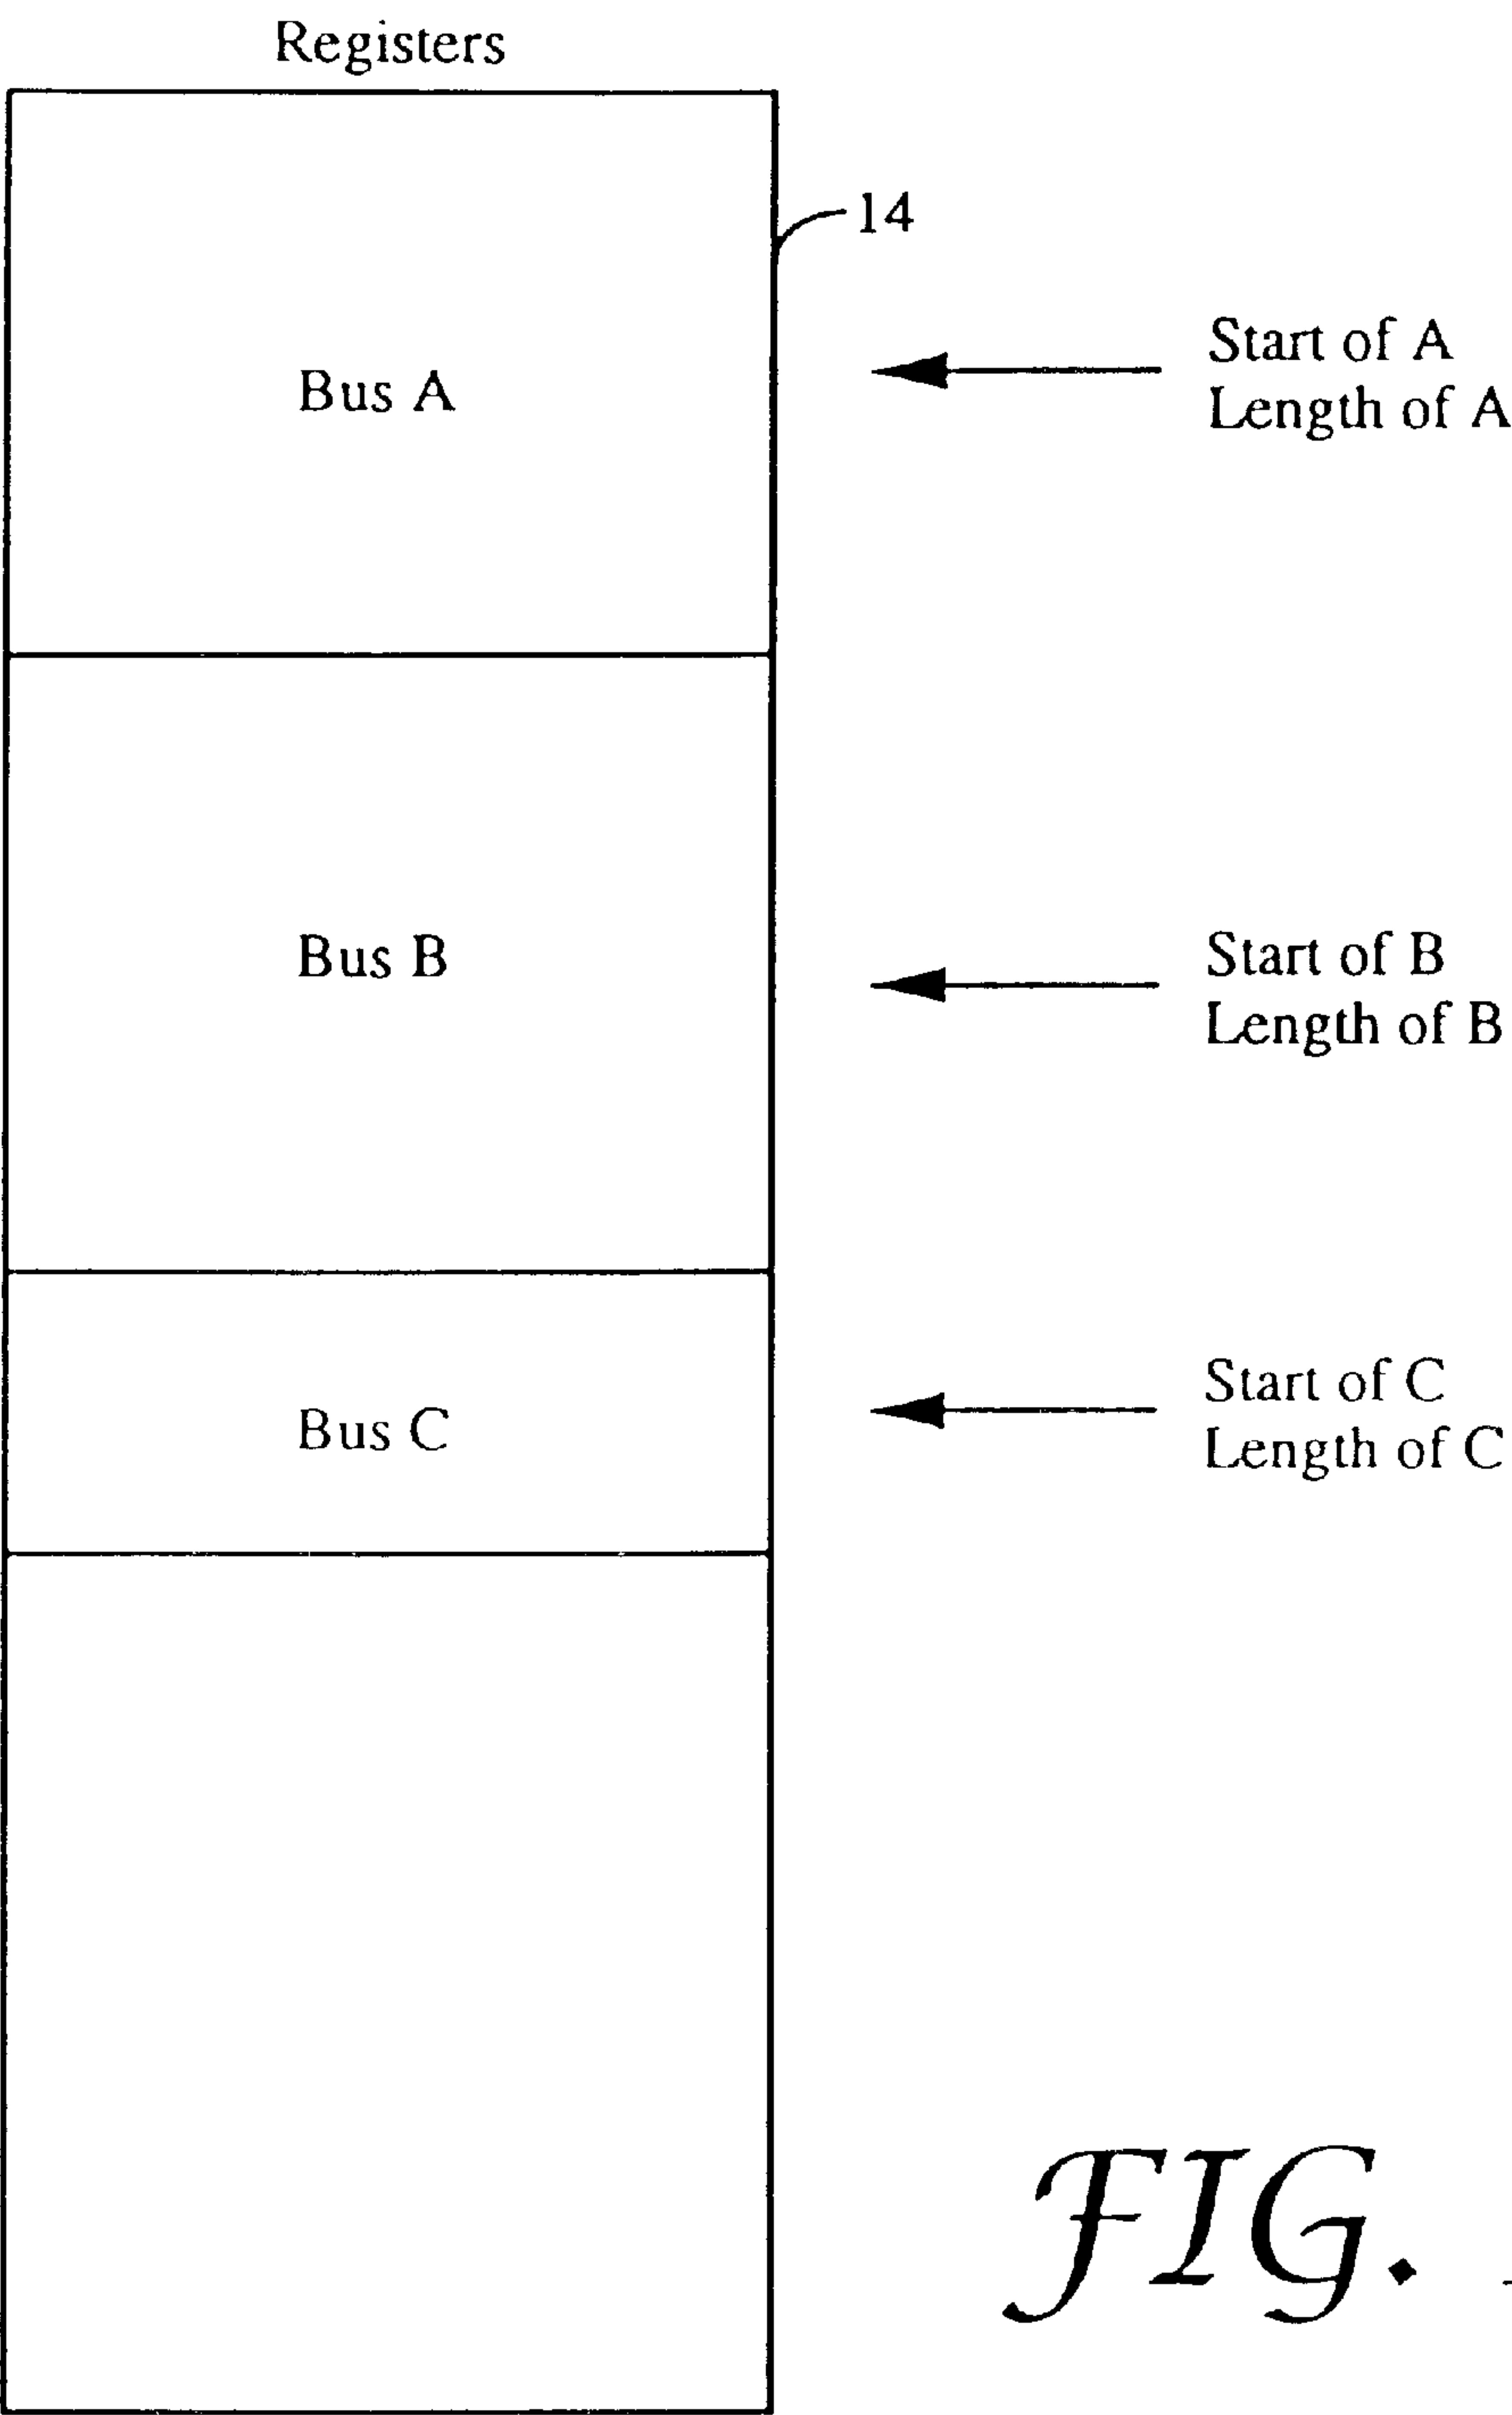 Registers
14
Start of A
Length of A
Bus A
Bus B
Start of B
Length of B
Start of C
Length of C
Bus C
FIG.